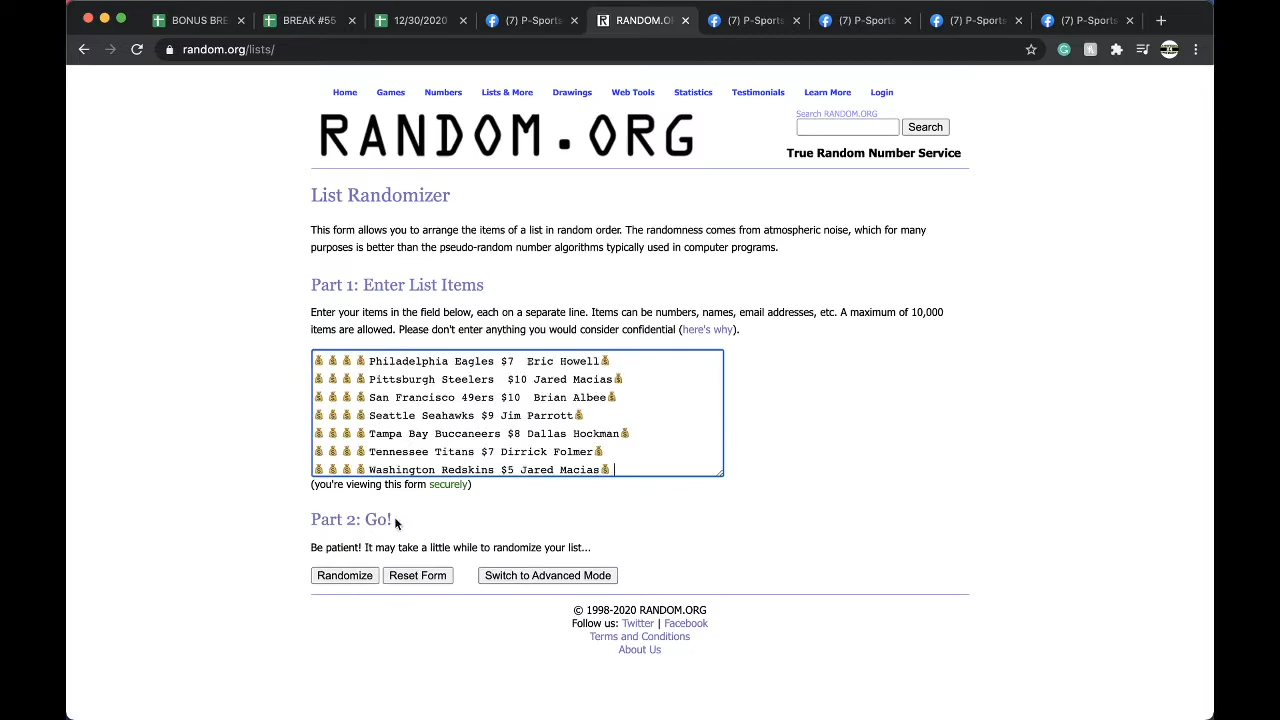 BONUS BRE
BREAK #55
12/30/2020
(7) P-Sports
RANDOM.O
(7) P-Sports
(7) P-Sports
(7) P-Sports
(7) P-Sports
random.org/lists/
Home Games Numbers Lists & More Drawings Web Tools Statistics Testimonials Learn More Login
RANDOM.ORG
Search RANDOM.ORG
Search
True Random Number Service
List Randomizer
This form allows you to arrange the items of a list in random order. The randomness comes from atmospheric noise, which for many
purposes is better than the pseudo-random number algorithms typically used in computer programs.
Part 1: Enter List Items
Enter your items in the field below, each on a separate line. Items can be numbers, names, email addresses, etc. A maximum of 10,000
items are allowed. Please don't enter anything you would consider confidential (here's why).
💰💰💰💰Philadelphia Eagles $7  Eric Howell💰
💰💰💰💰Pittsburgh Steelers  $10 Jared Macias💰
💰💰💰💰San Francisco 49ers $10  Brian Albee💰
💰💰💰💰Seattle Seahawks $9 Jim Parrott💰
💰💰💰💰Tampa Bay Buccaneers $8 Dallas Hockman💰
💰💰💰💰Tennessee Titans $7 Dirrick Folmer💰
💰💰💰💰Washington Redskins $5 Jared Macias💰
(you're viewing this form securely)
Part 2: Go!
Be patient! It may take a little while to randomize your list...
Randomize Reset Form Switch to Advanced Mode
© 1998-2020 RANDOM.ORG
Follow us: Twitter | Facebook
Terms and Conditions
About Us